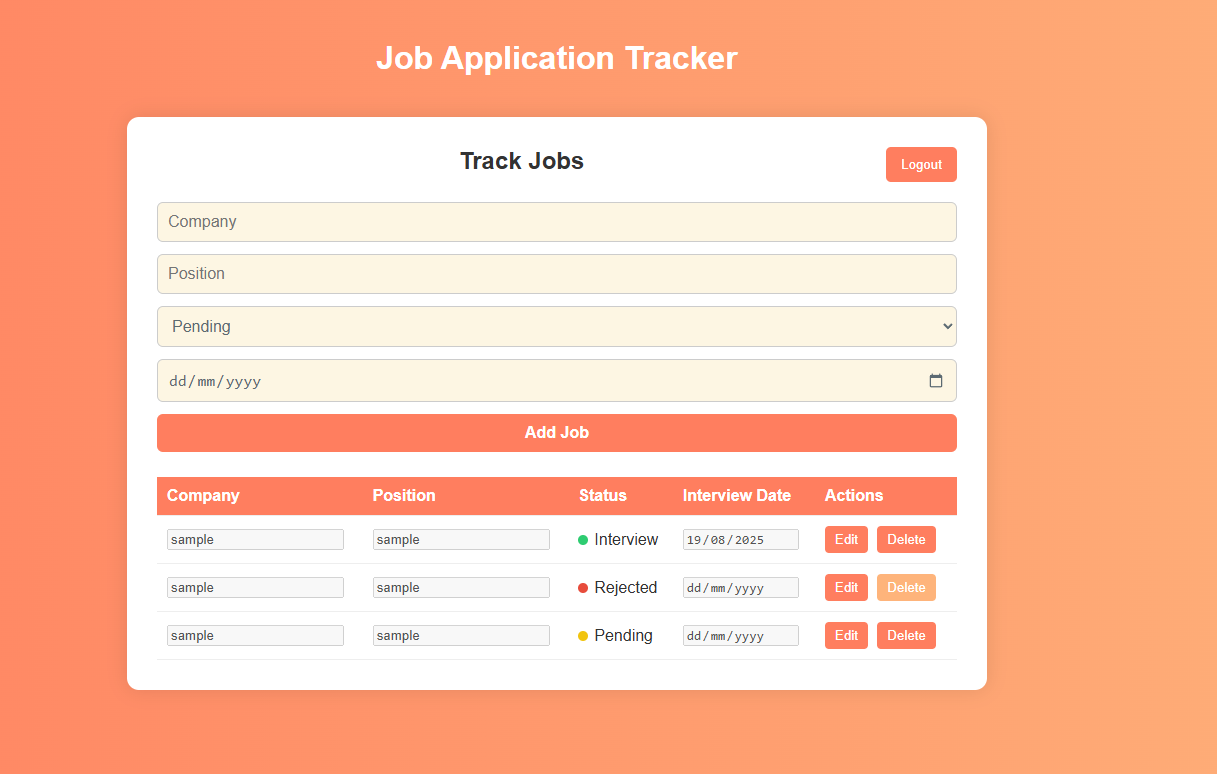 Job Application Tracker
Track Jobs
Logout
Company
Position
Pending
dd/mm/yyyy
Add Job
Company Position Status Interview Date Actions
sample sample Interview 19/08/2025 Edit Delete
sample sample Rejected dd/mm/yyyy Edit Delete
sample sample Pending dd/mm/yyyy Edit Delete